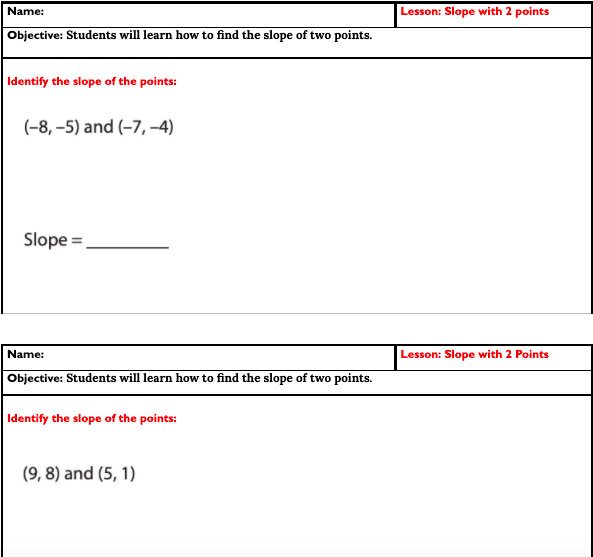 Name: Lesson: Slope with 2 points
Objective: Students will learn how to find the slope of two points.
Identify the slope of the points:
(–8, –5) and (–7, –4)
Slope = _________
Name: Lesson: Slope with 2 Points
Objective: Students will learn how to find the slope of two points.
Identify the slope of the points:
(9, 8) and (5, 1)